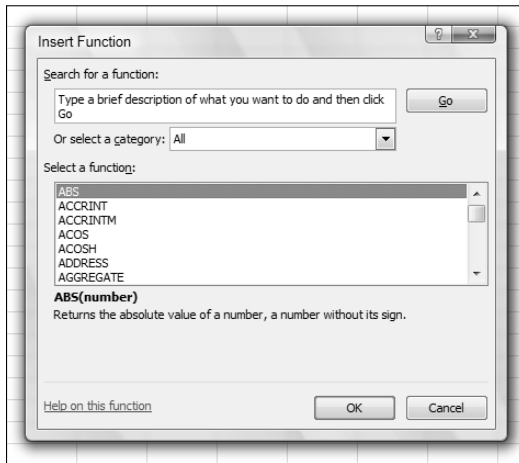 Insert Function
Search for a function:
Type a brief description of what you want to do and then click
Go
Go
Or select a category: All
Select a function:
ABS
ACCRINT
ACCRINTM
ACOS
ACOSH
ADDRESS
AGGREGATE
ABS(number)
Returns the absolute value of a number, a number without its sign.
Help on this function
OK
Cancel